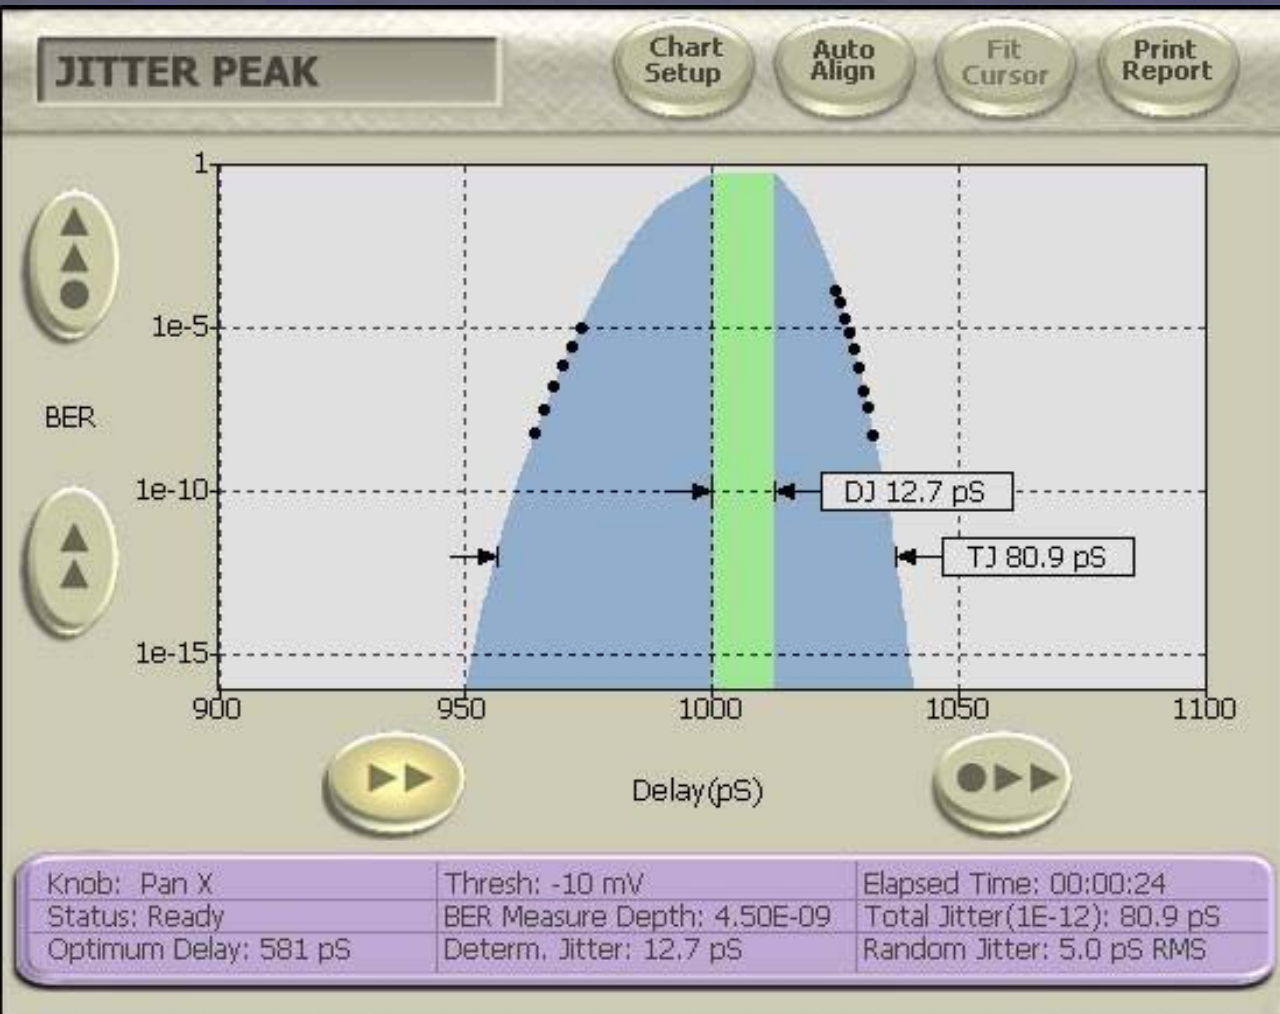 JITTER PEAK
Chart Setup
Auto Align
Fit Cursor
Print Report
1
1e-5
BER
1e-10
DJ 12.7 pS
TJ 80.9 pS
1e-15
900 950 1000 1050 1100
Delay(pS)
Knob: Pan X
Thresh: -10 mV
Elapsed Time: 00:00:24
Status: Ready
BER Measure Depth: 4.50E-09
Total Jitter(1E-12): 80.9 pS
Optimum Delay: 581 pS
Determ. Jitter: 12.7 pS
Random Jitter: 5.0 pS RMS